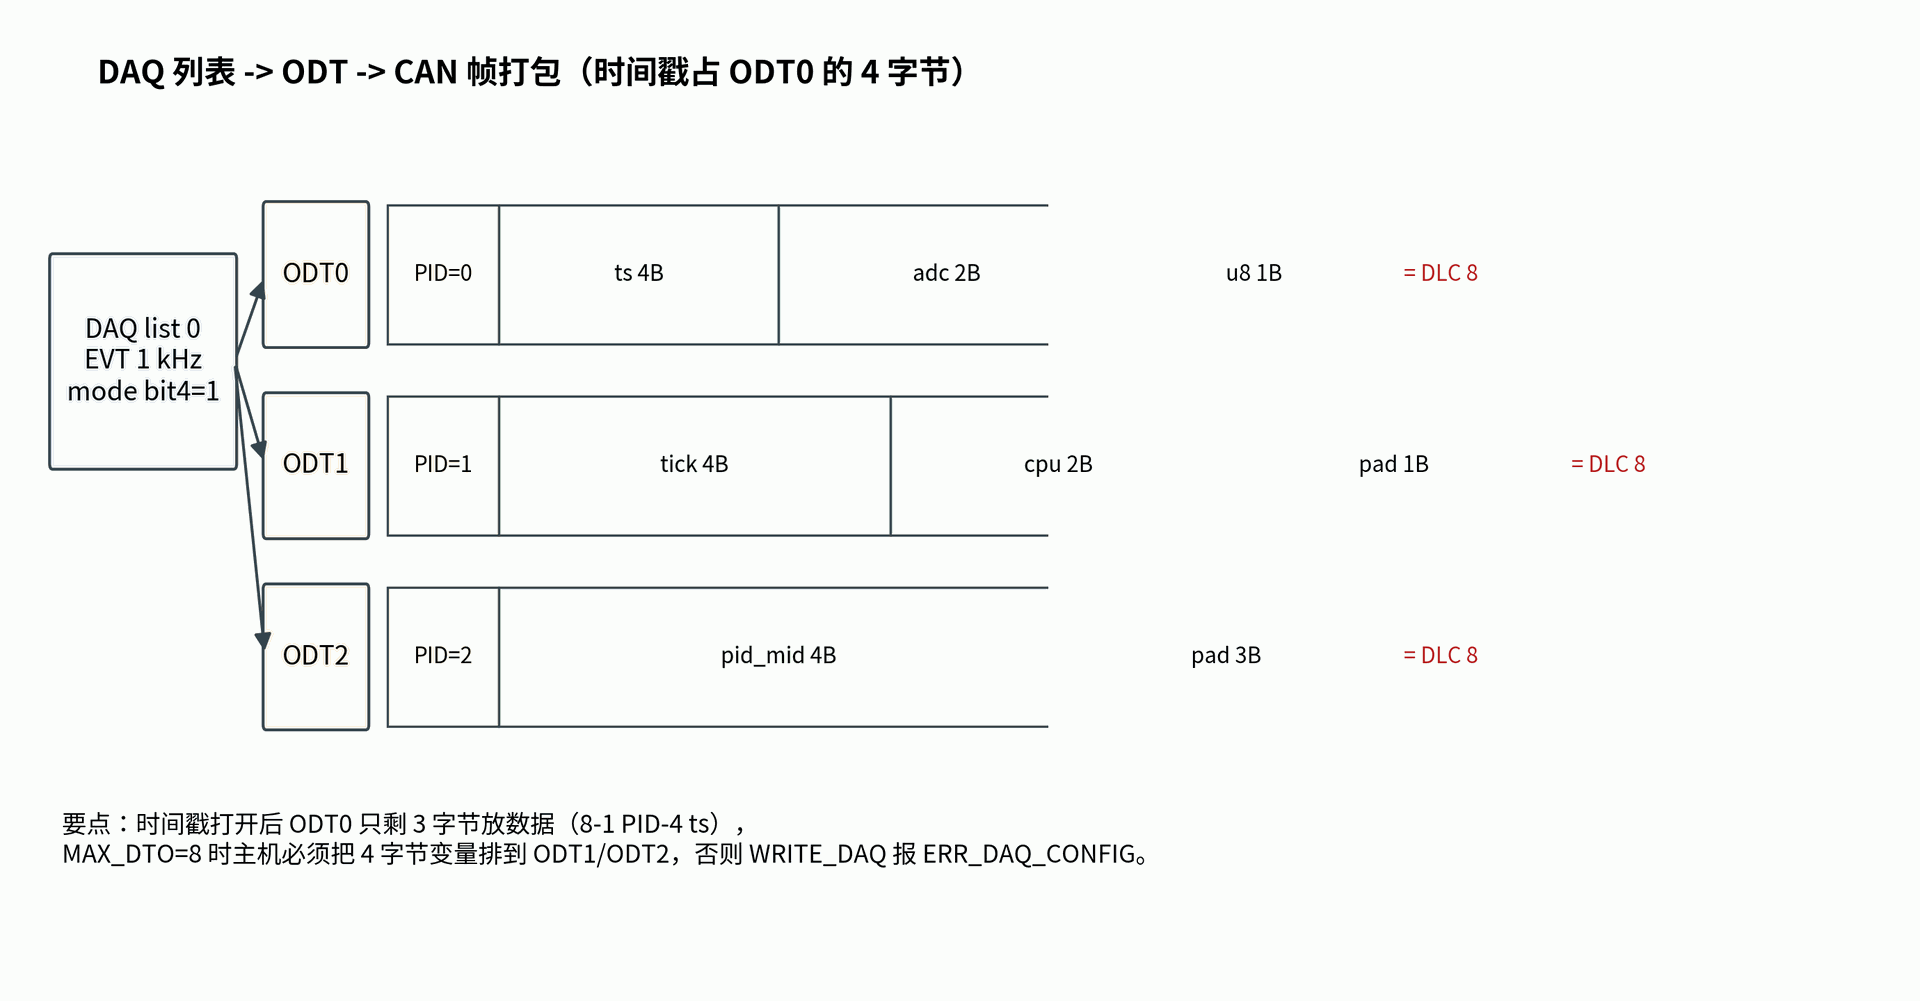 DAQ 列表 -> ODT -> CAN 帧打包（时间戳占 ODT0 的 4 字节）
DAQ list 0
EVT 1 kHz
mode bit4=1
ODT0
PID=0
ts 4B
adc 2B
u8 1B
= DLC 8
ODT1
PID=1
tick 4B
cpu 2B
pad 1B
= DLC 8
ODT2
PID=2
pid_mid 4B
pad 3B
= DLC 8
要点：时间戳打开后 ODT0 只剩 3 字节放数据（8-1 PID-4 ts），
MAX_DTO=8 时主机必须把 4 字节变量排到 ODT1/ODT2，否则 WRITE_DAQ 报 ERR_DAQ_CONFIG。